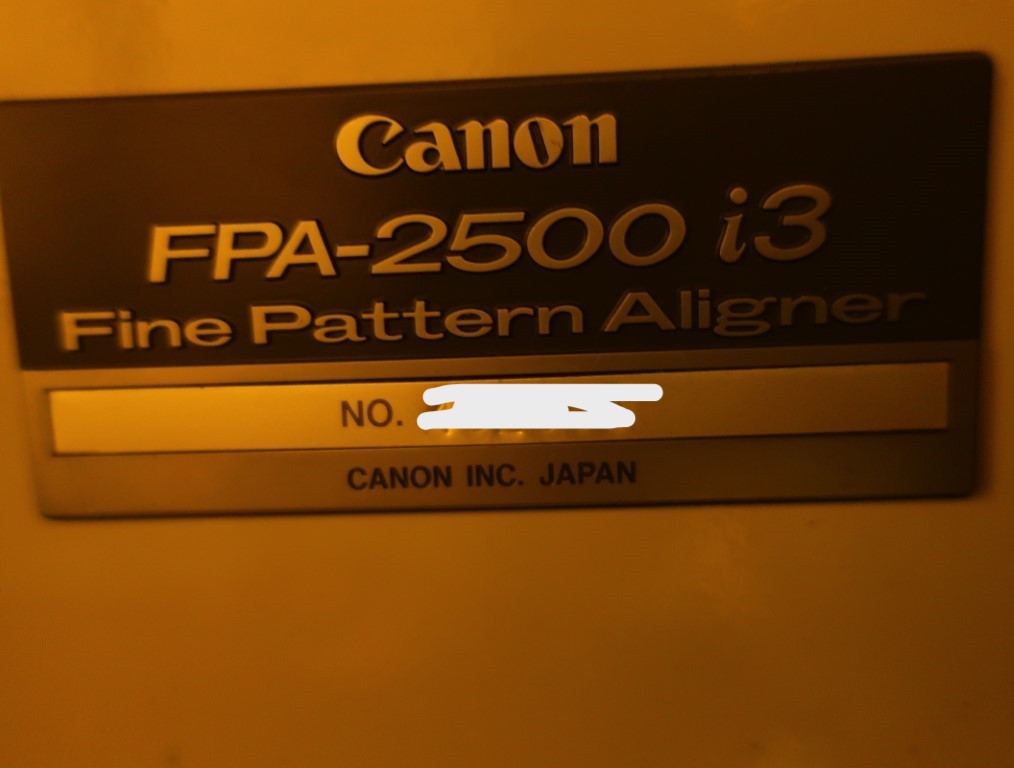 Canon
FPA-2500 i3
Fine Pattern Aligner
NO.
CANON INC. JAPAN